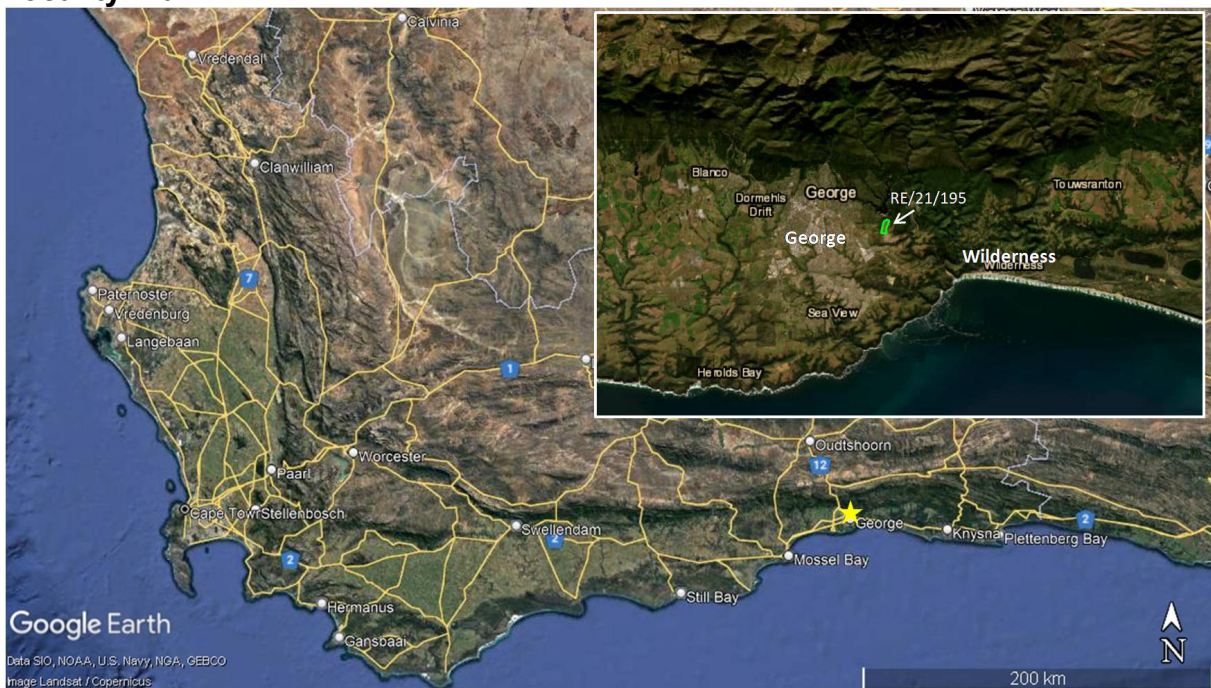 Calvinia
Vredendal
Clanwilliam
7
Paternoster
Vredenburg
Langebaan
1
Worcester
Paarl
Cape Town
Stellenbosch
Swellendam
2
2
Hermanus
Gansbaai
Still Bay
Mossel Bay
Oudtshoorn
12
George
Knysna
Plettenberg Bay
2
Blanco
Dormehls
Drift
George
George
RE/21/195
Touwsranton
Wilderness
Wilderness
Sea View
Herolds Bay
9
N
200 km
Google Earth
Data SIO, NOAA, U.S. Navy, NGA, GEBCO
Image Landsat / Copernicus